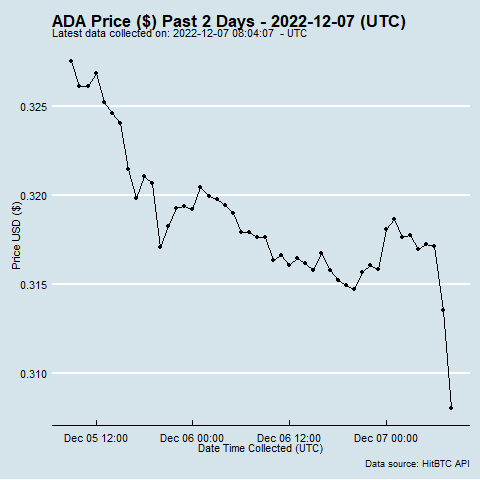 ADA Price ($) Past 2 Days - 2022-12-07 (UTC)
Latest data collected on: 2022-12-07 08:04:07  - UTC
0.325
0.320
0.315
0.310
Price USD ($)
Dec 05 12:00
Dec 06 00:00
Dec 06 12:00
Dec 07 00:00
Date Time Collected (UTC)
Data source: HitBTC API